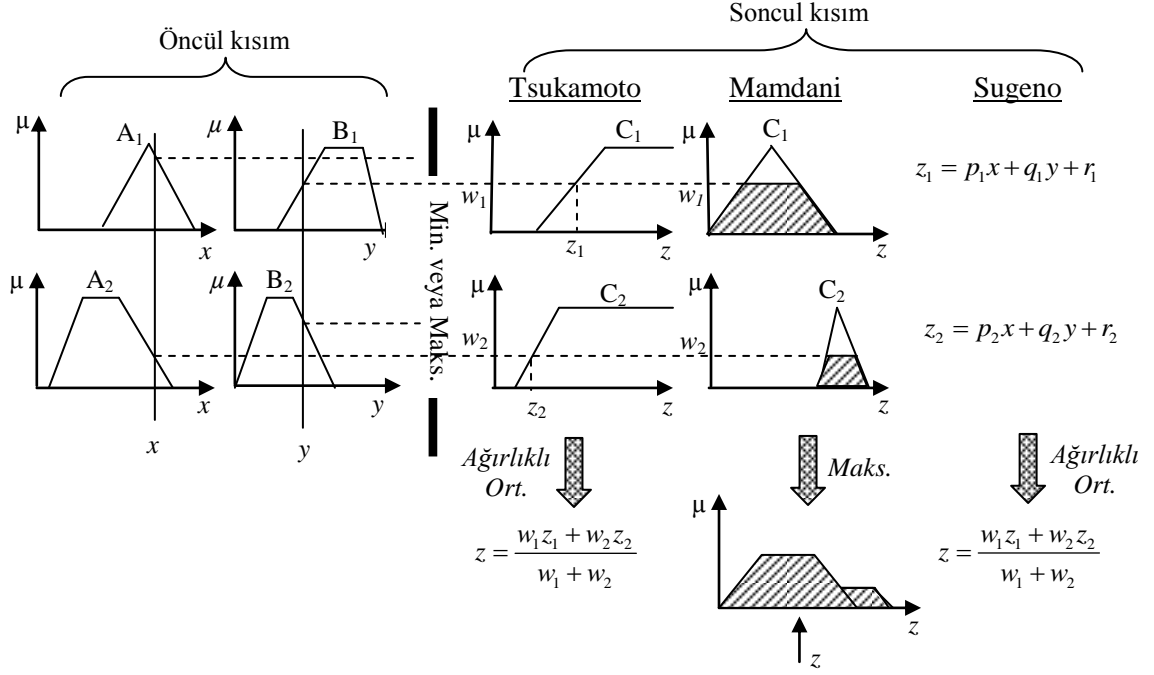 Soncul kısım
Öncül kısım
Tsukamoto Mamdani Sugeno
μ A₁ x
μ B₁ y
μ C₁ w₁ z₁ z
μ C₁ w₁ z
z₁ = p₁x + q₁y + r₁
Min. veya Maks.
μ A₂ x
μ B₂ y
μ C₂ w₂ z₂ z
μ C₂ w₂ z
z₂ = p₂x + q₂y + r₂
x y
Ağırlıklı
Ort.
Maks.
Ağırlıklı
Ort.
z = (w₁z₁ + w₂z₂) / (w₁ + w₂)
μ z
z
z = (w₁z₁ + w₂z₂) / (w₁ + w₂)